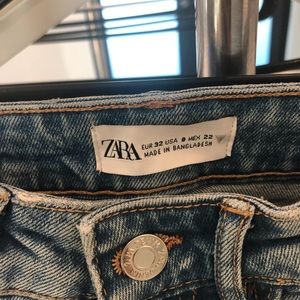 ZARA
EUR 32 USA 0 MEX 22
MADE IN BANGLADESH